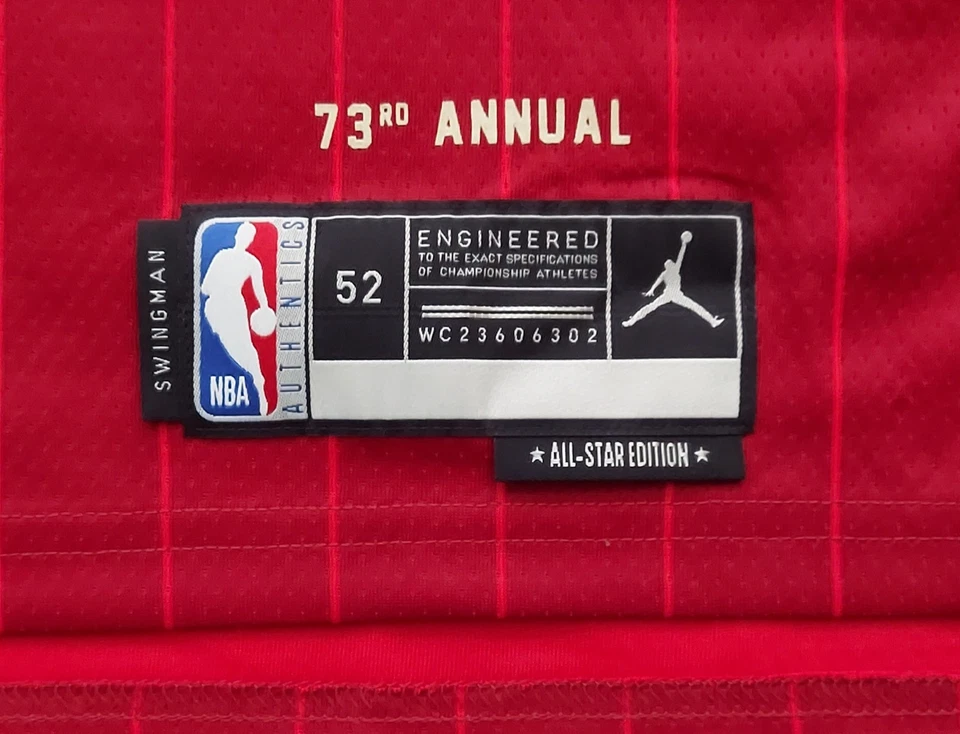 73RD ANNUAL
SWINGMAN
NBA
AUTHENTICS
52
ENGINEERED
TO THE EXACT SPECIFICATIONS
OF CHAMPIONSHIP ATHLETES
WC23606302
★ ALL-STAR EDITION ★